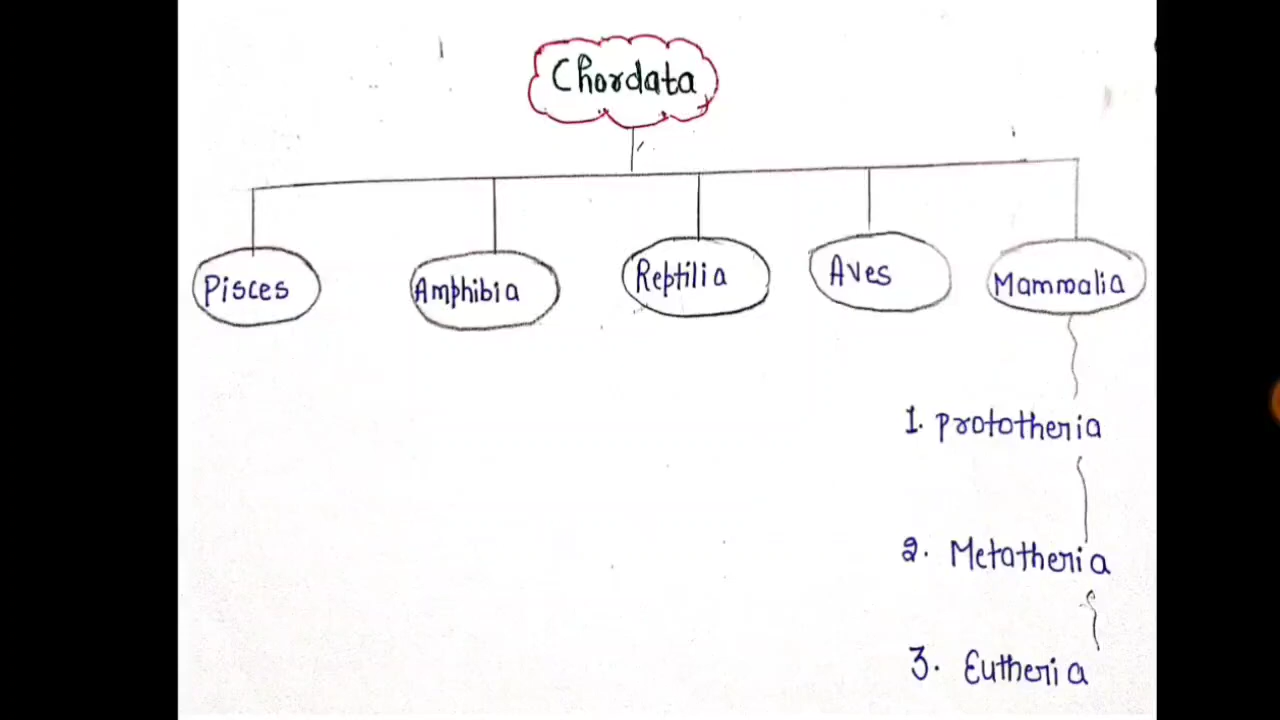 Chordata
Pisces
Amphibia
Reptilia
Aves
Mammalia
1. Prototheria
2. Metatheria
3. Eutheria